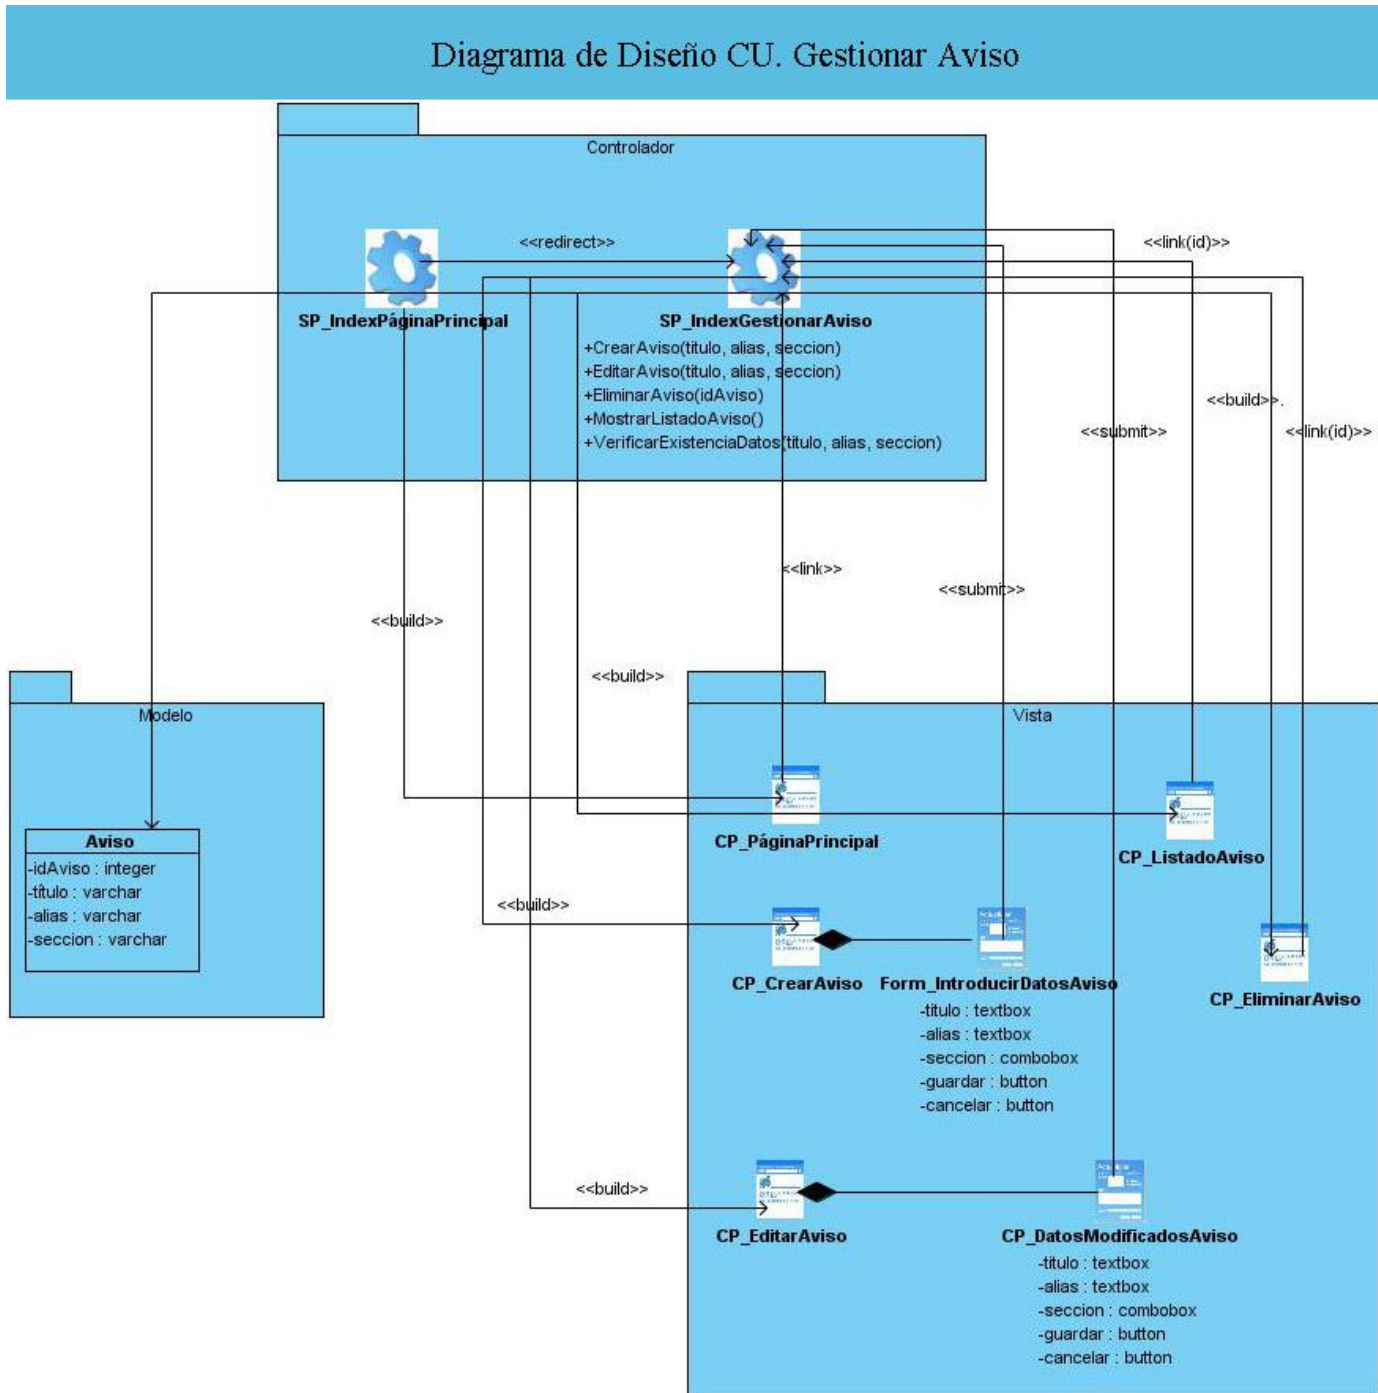 Diagrama de Diseño CU. Gestionar Aviso
Controlador
<<redirect>>
<<link(id)>>
SP_IndexPáginaPrincipal
SP_IndexGestionarAviso
+CrearAviso(titulo, alias, seccion)
+EditarAviso(titulo, alias, seccion)
+EliminarAviso(idAviso)
+MostrarListadoAviso()
+VerificarExistenciaDatos(titulo, alias, seccion)
<<build>>.
<<submit>>
<<link(id)>>
<<link>>
<<submit>>
<<build>>
<<build>>
Modelo
Vista
Aviso
-idAviso : integer
-título : varchar
-alias : varchar
-seccion : varchar
CP_PáginaPrincipal
CP_ListadoAviso
<<build>>
CP_CrearAviso
Form_IntroducirDatosAviso
-titulo : textbox
-alias : textbox
-seccion : combobox
-guardar : button
-cancelar : button
CP_EliminarAviso
<<build>>
CP_EditarAviso
CP_DatosModificadosAviso
-titulo : textbox
-alias : textbox
-seccion : combobox
-guardar : button
-cancelar : button